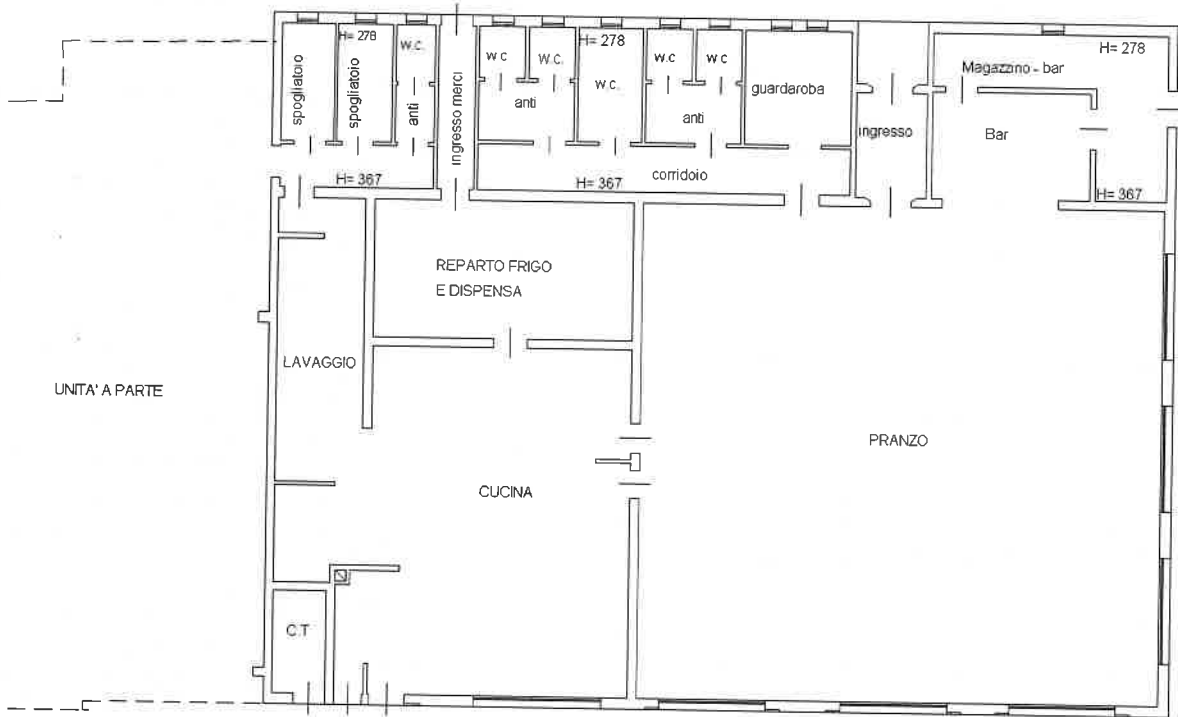 H= 278
spogliatoio
spogliatoio
w.c.
anti
ingresso merci
w.c
w.c.
anti
H= 278
w.c.
w.c
w c
anti
guardaroba
ingresso
Magazzino - bar
H= 278
Bar
H= 367
H= 367
corridoio
H= 367
REPARTO FRIGO
E DISPENSA
LAVAGGIO
UNITA' A PARTE
PRANZO
CUCINA
C.T